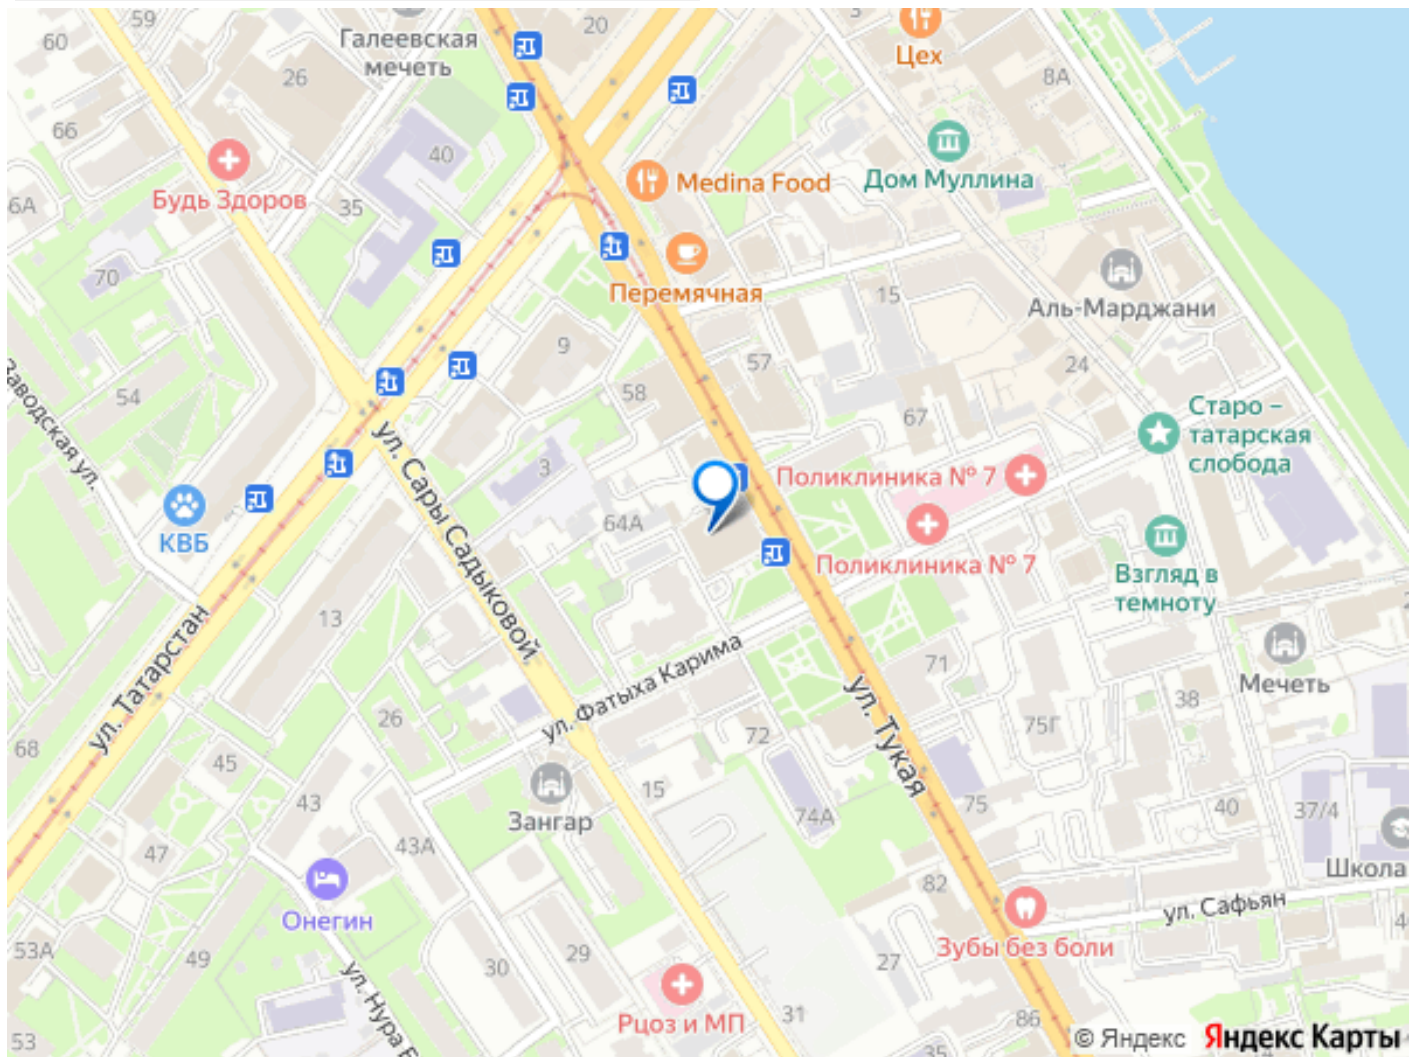 59
60
Галеевская
мечеть
20
Цех
8А
3
26
66
40
Medina Food
Дом Муллина
Будь Здоров
35
6А
70
Перемячная
15
Аль-Марджани
9
57
24
58
54
Заводская ул.
67
Старо –
татарская
слобода
ул. Сары Садыковой
3
Поликлиника № 7
КВБ
64А
Поликлиника № 7
Взгляд в
темноту
13
ул. Татарстан
ул. Фатыха Карима
71
Мечеть
ул. Тукая
38
26
72
75Г
68
45
43
Зангар
15
74А
75
40
37/4
47
43А
Школа
Онегин
82
ул. Сафьян
Зубы без боли
53А
49
30
29
27
ул. Нура
Рцоз и МП
31
86
53
35
© Яндекс
Яндекс Карты